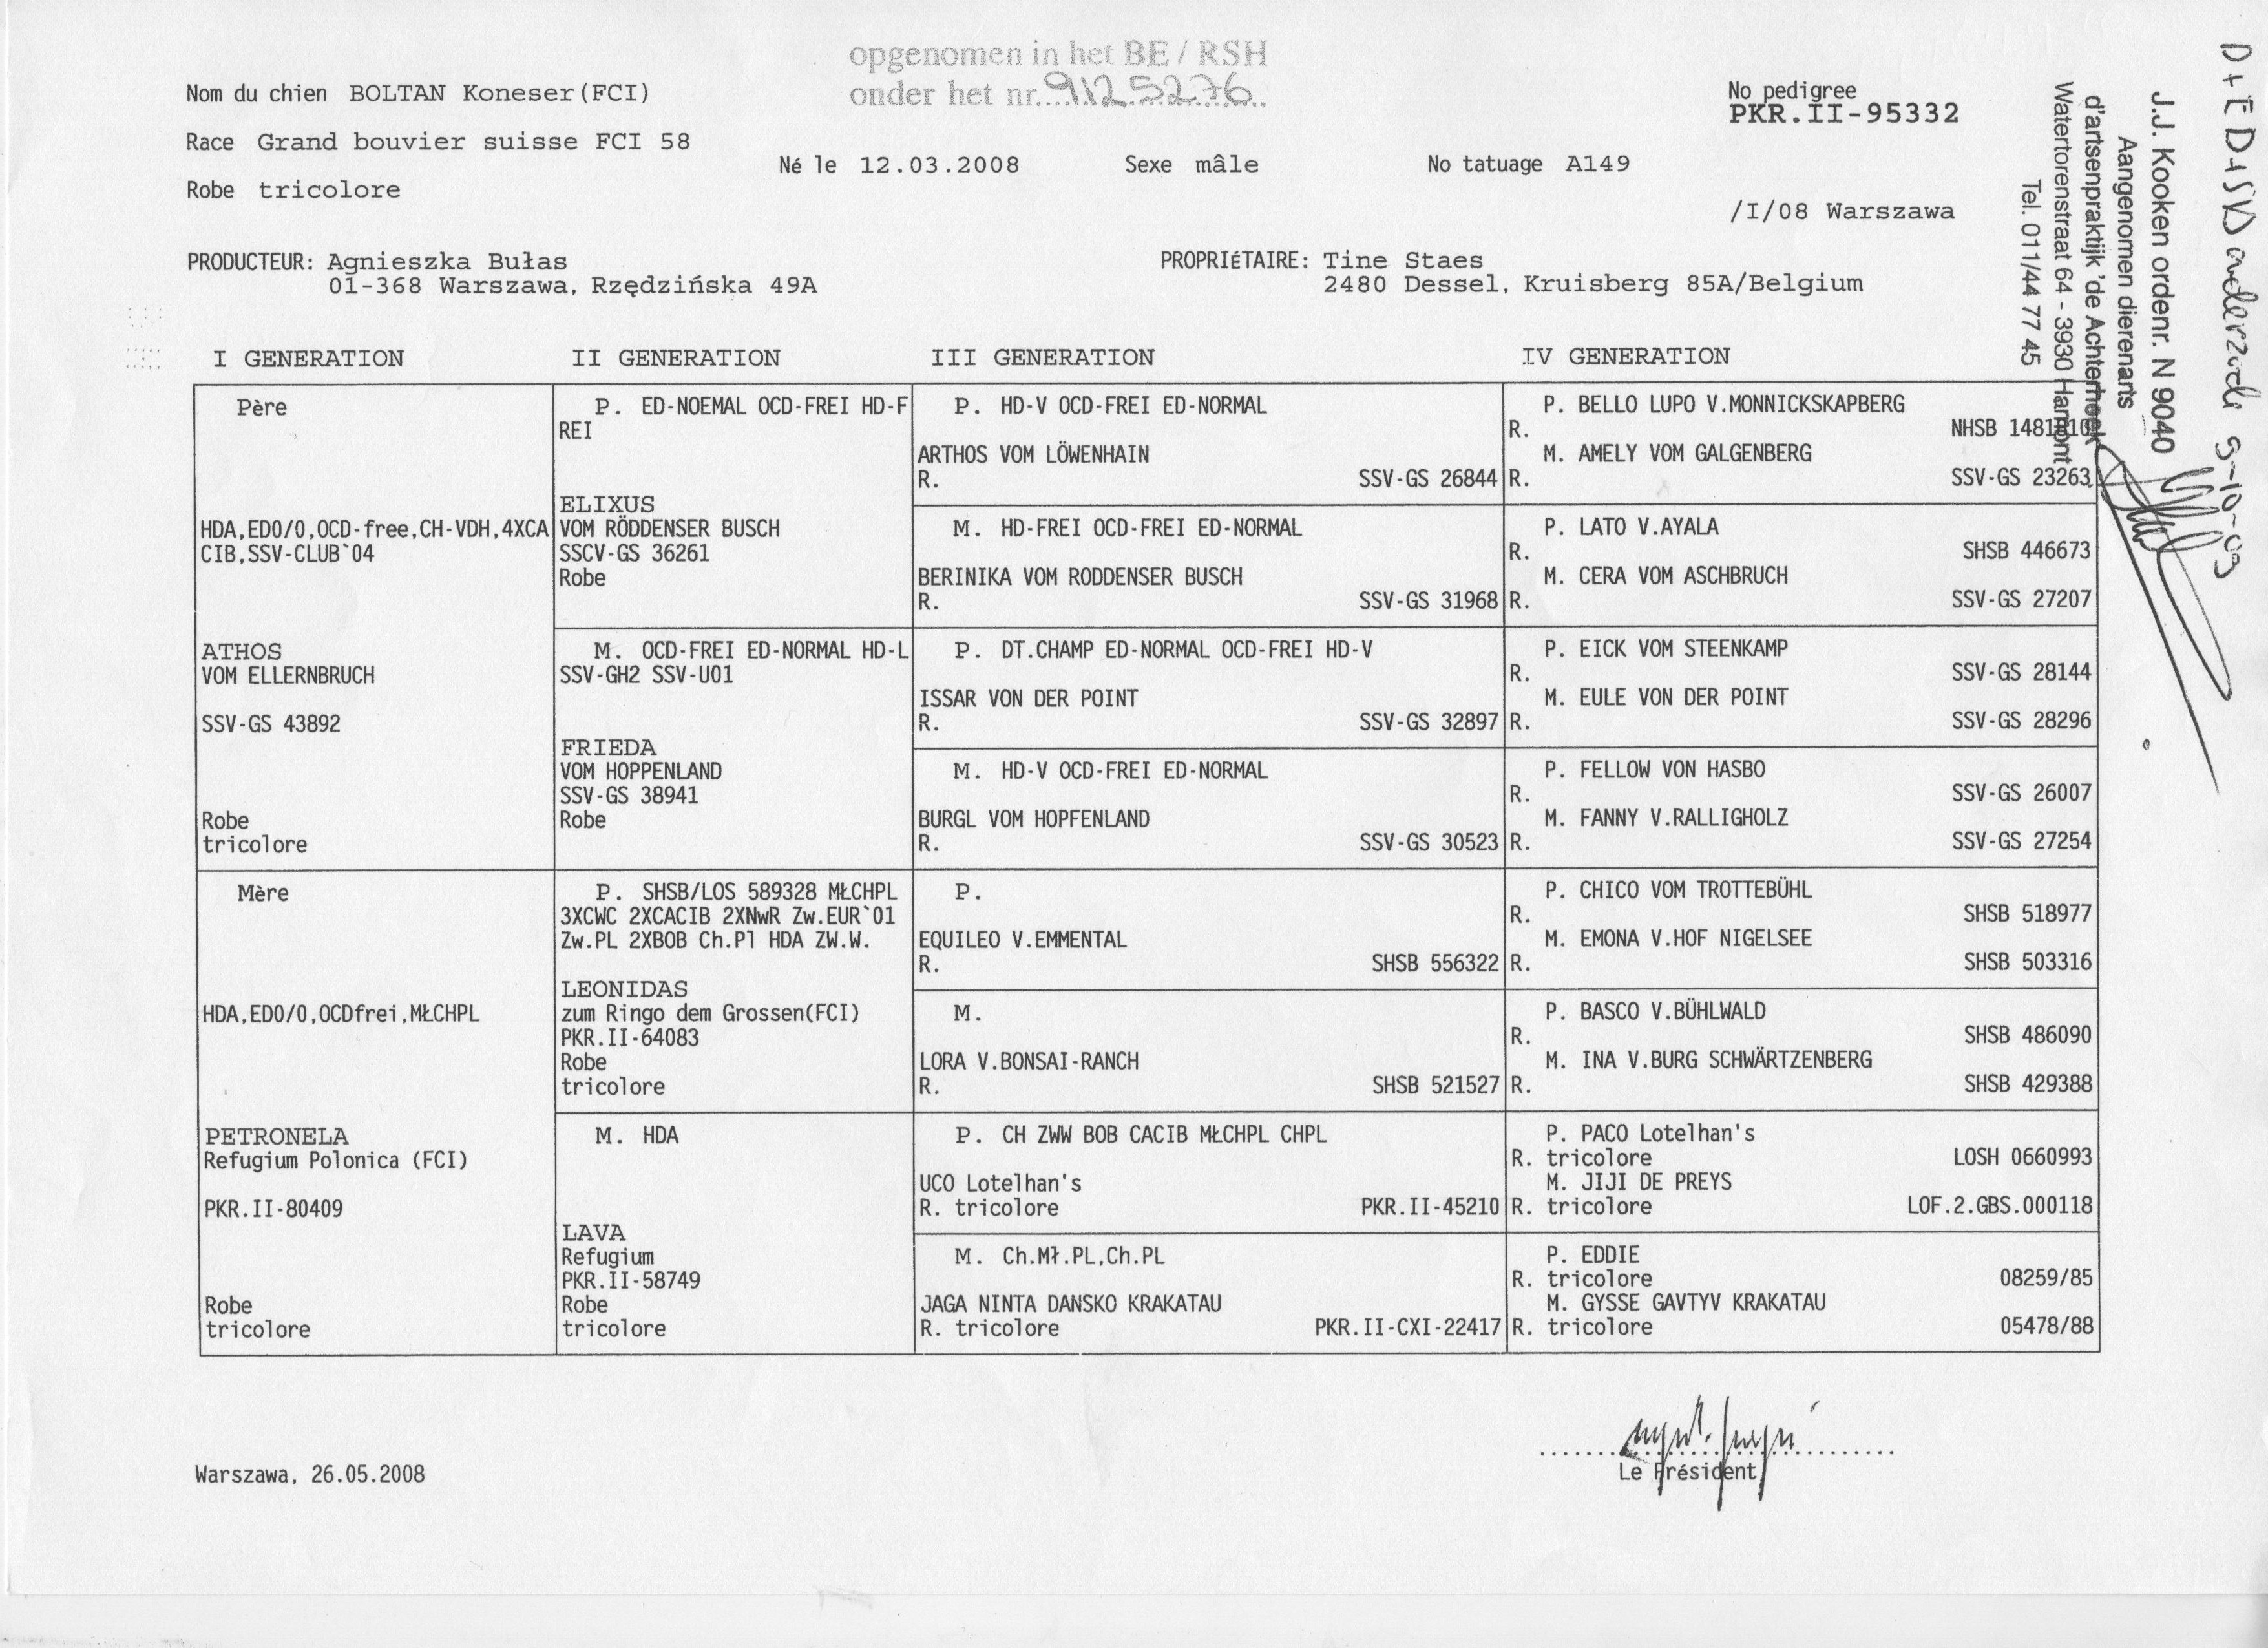 opgenomen in het BE / RSH
onder het nr. 9125276
Nom du chien BOLTAN Koneser(FCI)
No pedigree
PKR.II-95332
Race Grand bouvier suisse FCI 58
Né le 12.03.2008 Sexe mâle No tatuage A149
Robe tricolore
/I/08 Warszawa
PRODUCTEUR: Agnieszka Bułas
01-368 Warszawa, Rzędzińska 49A
PROPRIÉTAIRE: Tine Staes
2480 Dessel, Kruisberg 85A/Belgium
J.J. Kooken ordenr. N 9040
Aangenomen dierenarts
d'artsenpraktijk 'de Achterhoek
Watertorenstraat 64 - 3930 Hamont
Tel. 011/44 77 45
5-10-09
I GENERATION II GENERATION III GENERATION IV GENERATION
Père
HDA,ED0/0,OCD-free,CH-VDH,4XCA
CIB,SSV-CLUB`04
ATHOS
VOM ELLERNBRUCH
SSV-GS 43892
Robe
tricolore
P. ED-NOEMAL OCD-FREI HD-F
REI
ELIXUS
VOM RÖDDENSER BUSCH
SSCV-GS 36261
Robe
M. OCD-FREI ED-NORMAL HD-L
SSV-GH2 SSV-U01
FRIEDA
VOM HOPPENLAND
SSV-GS 38941
Robe
P. HD-V OCD-FREI ED-NORMAL
ARTHOS VOM LÖWENHAIN
R. SSV-GS 26844
M. HD-FREI OCD-FREI ED-NORMAL
BERINIKA VOM RODDENSER BUSCH
R. SSV-GS 31968
P. DT.CHAMP ED-NORMAL OCD-FREI HD-V
ISSAR VON DER POINT
R. SSV-GS 32897
M. HD-V OCD-FREI ED-NORMAL
BURGL VOM HOPFENLAND
R. SSV-GS 30523
P. BELLO LUPO V.MONNICKSKAPBERG
R. NHSB
M. AMELY VOM GALGENBERG
R. SSV-GS 23263
P. LATO V.AYALA
R. SHSB 446673
M. CERA VOM ASCHBRUCH
R. SSV-GS 27207
P. EICK VOM STEENKAMP
R. SSV-GS 28144
M. EULE VON DER POINT
R. SSV-GS 28296
P. FELLOW VON HASBO
R. SSV-GS 26007
M. FANNY V.RALLIGHOLZ
R. SSV-GS 27254
Mère
HDA,ED0/0,OCDfrei,MŁCHPL
PETRONELA
Refugium Polonica (FCI)
PKR.II-80409
Robe
tricolore
P. SHSB/LOS 589328 MŁCHPL
3XCWC 2XCACIB 2XNwR Zw.EUR`01
Zw.PL 2XBOB Ch.Pl HDA ZW.W.
LEONIDAS
zum Ringo dem Grossen(FCI)
PKR.II-64083
Robe
tricolore
M. HDA
LAVA
Refugium
PKR.II-58749
Robe
tricolore
P.
EQUILEO V.EMMENTAL
R. SHSB 556322
M.
LORA V.BONSAI-RANCH
R. SHSB 521527
P. CH ZWW BOB CACIB MŁCHPL CHPL
UCO Lotelhan's
R. tricolore PKR.II-45210
M. Ch.Mł.PL,Ch.PL
JAGA NINTA DANSKO KRAKATAU
R. tricolore PKR.II-CXI-22417
P. CHICO VOM TROTTEBÜHL
R. SHSB 518977
M. EMONA V.HOF NIGELSEE
R. SHSB 503316
P. BASCO V.BÜHLWALD
R. SHSB 486090
M. INA V.BURG SCHWÄRTZENBERG
R. SHSB 429388
P. PACO Lotelhan's
R. tricolore LOSH 0660993
M. JIJI DE PREYS
R. tricolore LOF.2.GBS.000118
P. EDDIE
R. tricolore 08259/85
M. GYSSE GAVTYV KRAKATAU
R. tricolore 05478/88
Warszawa, 26.05.2008
Le Président